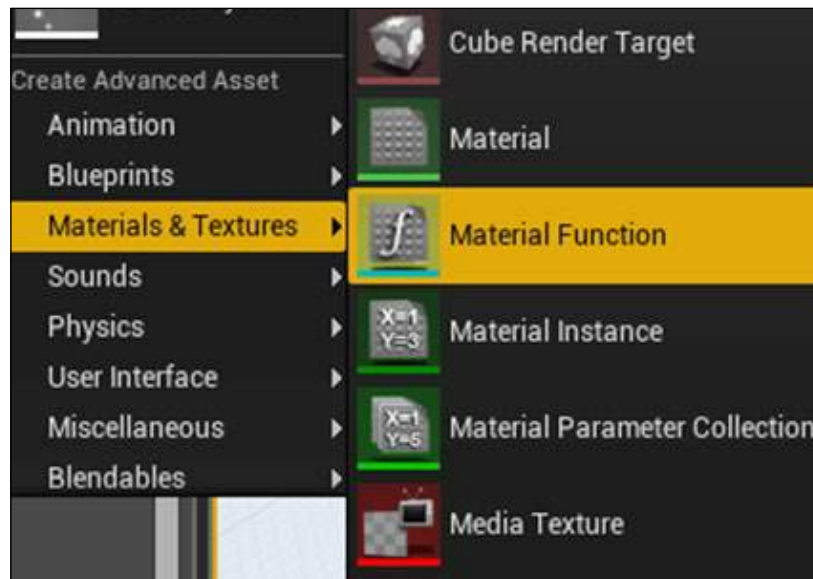 Create Advanced Asset
Animation
Blueprints
Materials & Textures
Sounds
Physics
User Interface
Miscellaneous
Blendables
Cube Render Target
Material
f Material Function
X=1
Y=3
Material Instance
X=1
Y=5
Material Parameter Collection
Media Texture